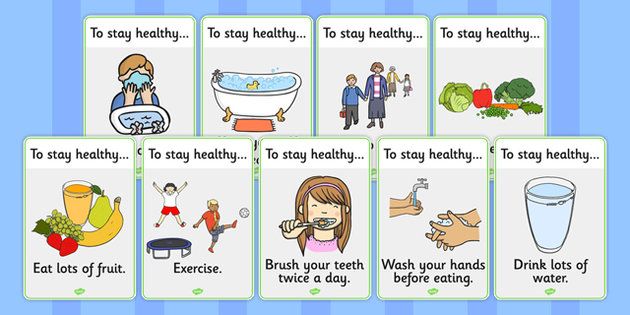 To stay healthy...
To stay healthy...
To stay healthy...
To stay healthy...
To stay healthy...
Eat lots of fruit.
To stay healthy...
Exercise.
To stay healthy...
Brush your teeth
twice a day.
To stay healthy...
Wash your hands
before eating.
To stay healthy...
Drink lots of
water.